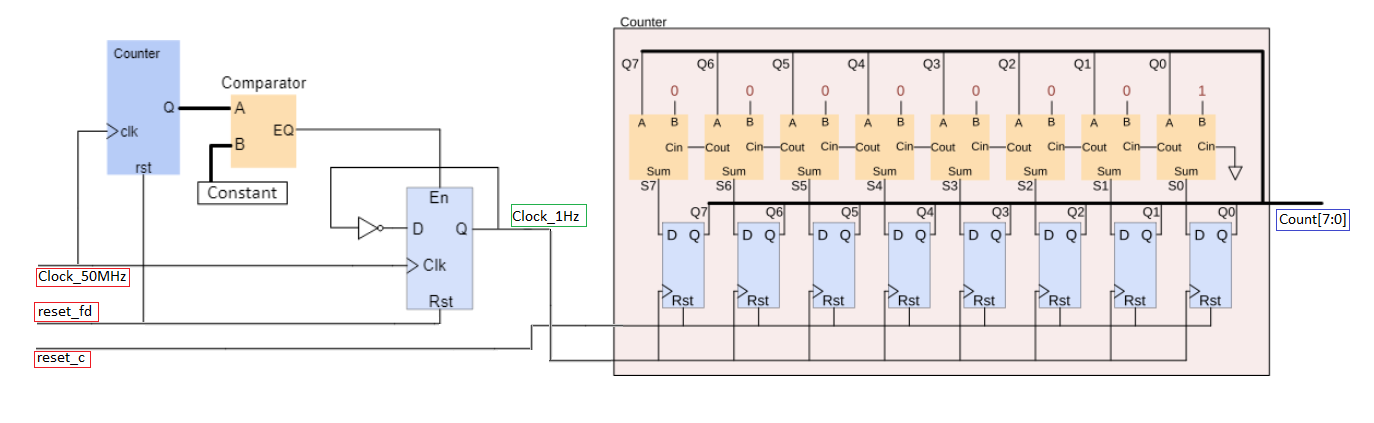 Counter
Q
clk
rst
Comparator
A
EQ
B
Constant
En
D
Q
Clk
Rst
Clock_1Hz
Clock_50MHz
reset_fd
reset_c
Counter
Q7 Q6 Q5 Q4 Q3 Q2 Q1 Q0
0 0 0 0 0 0 0 1
A B A B A B A B A B A B A B A B
Cin Cout Cin Cout Cin Cout Cin Cout Cin Cout Cin Cout Cin Cout Cin
Sum Sum Sum Sum Sum Sum Sum Sum
S7 S6 S5 S4 S3 S2 S1 S0
Q7 Q6 Q5 Q4 Q3 Q2 Q1 Q0
D Q D Q D Q D Q D Q D Q D Q D Q
Rst Rst Rst Rst Rst Rst Rst Rst
Count[7:0]